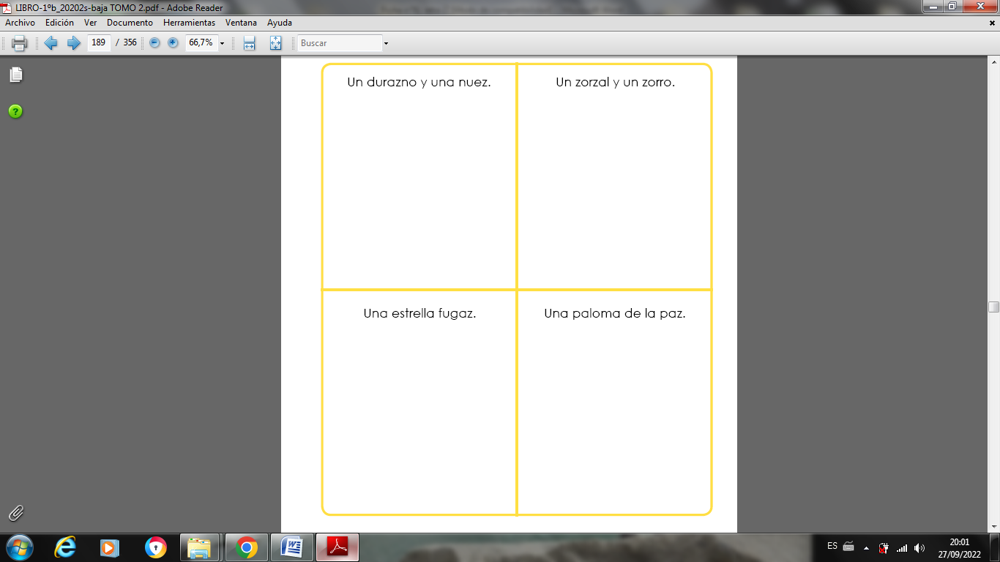 LIBRO-1ºb_20202s-baja TOMO 2.pdf - Adobe Reader
Archivo Edición Ver Documento Herramientas Ventana Ayuda
189 / 356 66,7% Buscar
Un durazno y una nuez.
Un zorzal y un zorro.
Una estrella fugaz.
Una paloma de la paz.
ES
20:01
27/09/2022